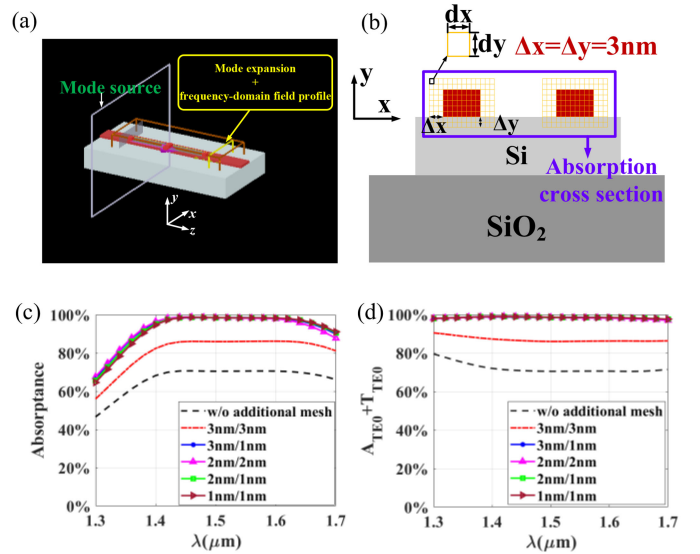 (a)
Mode source
Mode expansion
+
frequency-domain field profile
y
x
z
(b)
dx
dy
Δx=Δy=3nm
y
x
Δx
Δy
Si
Absorption
cross section
SiO2
(c)
100%
80%
60%
40%
20%
0%
Absorptance
w/o additional mesh
3nm/3nm
3nm/1nm
2nm/2nm
2nm/1nm
1nm/1nm
1.3
1.4
1.5
1.6
1.7
λ(μm)
(d)
100%
80%
60%
40%
20%
0%
ATE0+TTE0
w/o additional mesh
3nm/3nm
3nm/1nm
2nm/2nm
2nm/1nm
1nm/1nm
1.3
1.4
1.5
1.6
1.7
λ(μm)